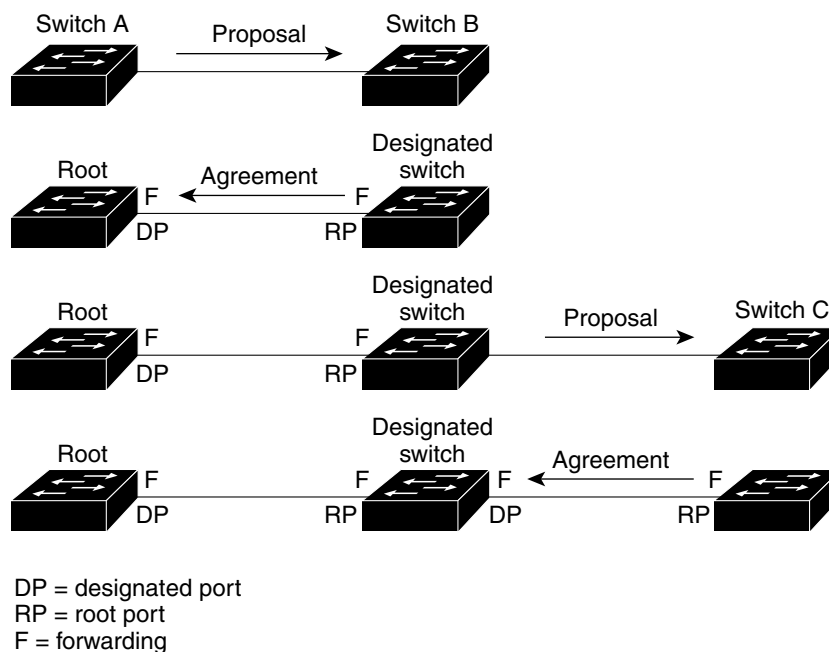 Switch A
Proposal
Switch B
Root
F
Agreement
F
Designated
switch
DP
RP
Root
F
F
Designated
switch
Proposal
Switch C
DP
RP
Root
F
F
Designated
switch
F
Agreement
F
DP
RP
DP
RP
DP = designated port
RP = root port
F = forwarding